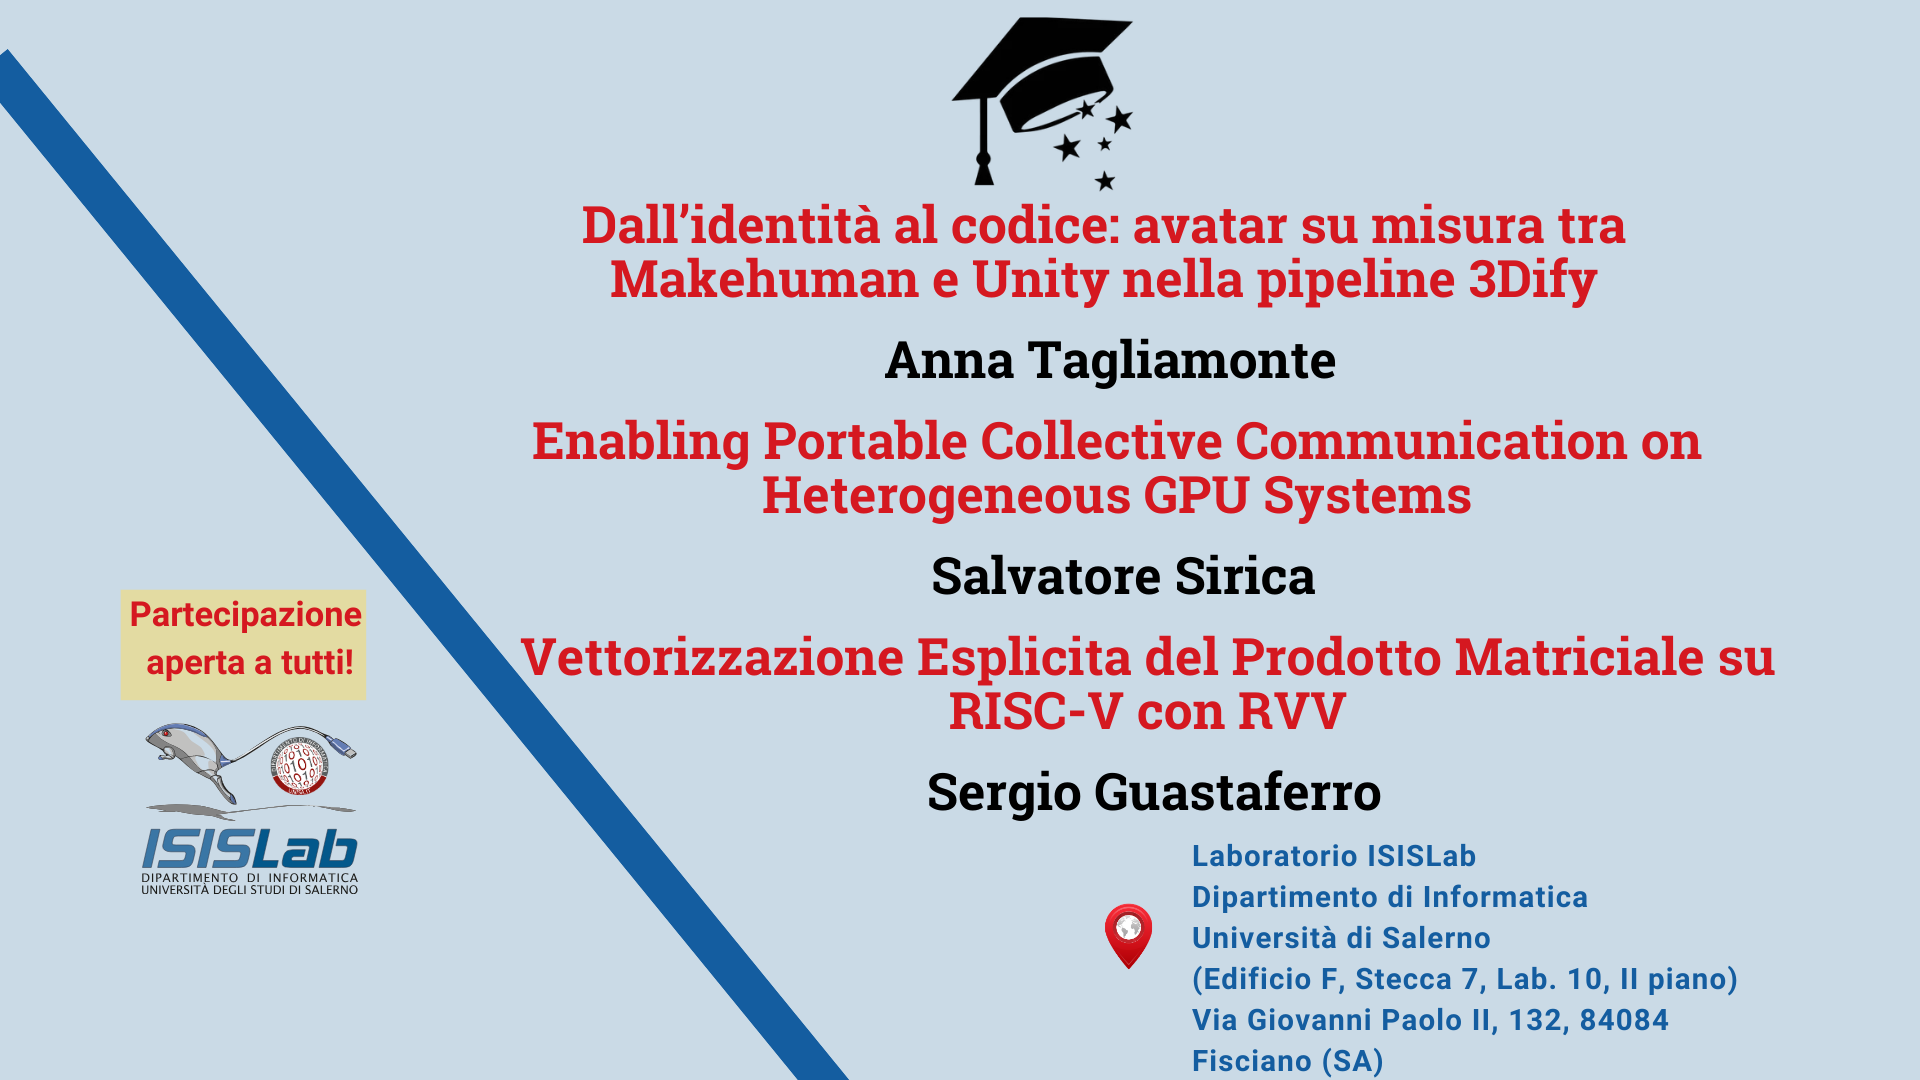 Dall’identità al codice: avatar su misura tra
Makehuman e Unity nella pipeline 3Dify
Anna Tagliamonte
Enabling Portable Collective Communication on
Heterogeneous GPU Systems
Salvatore Sirica
Vettorizzazione Esplicita del Prodotto Matriciale su
RISC-V con RVV
Sergio Guastaferro
Partecipazione
aperta a tutti!
ISISLab
DIPARTIMENTO DI INFORMATICA
UNIVERSITÀ DEGLI STUDI DI SALERNO
Laboratorio ISISLab
Dipartimento di Informatica
Università di Salerno
(Edificio F, Stecca 7, Lab. 10, II piano)
Via Giovanni Paolo II, 132, 84084
Fisciano (SA)